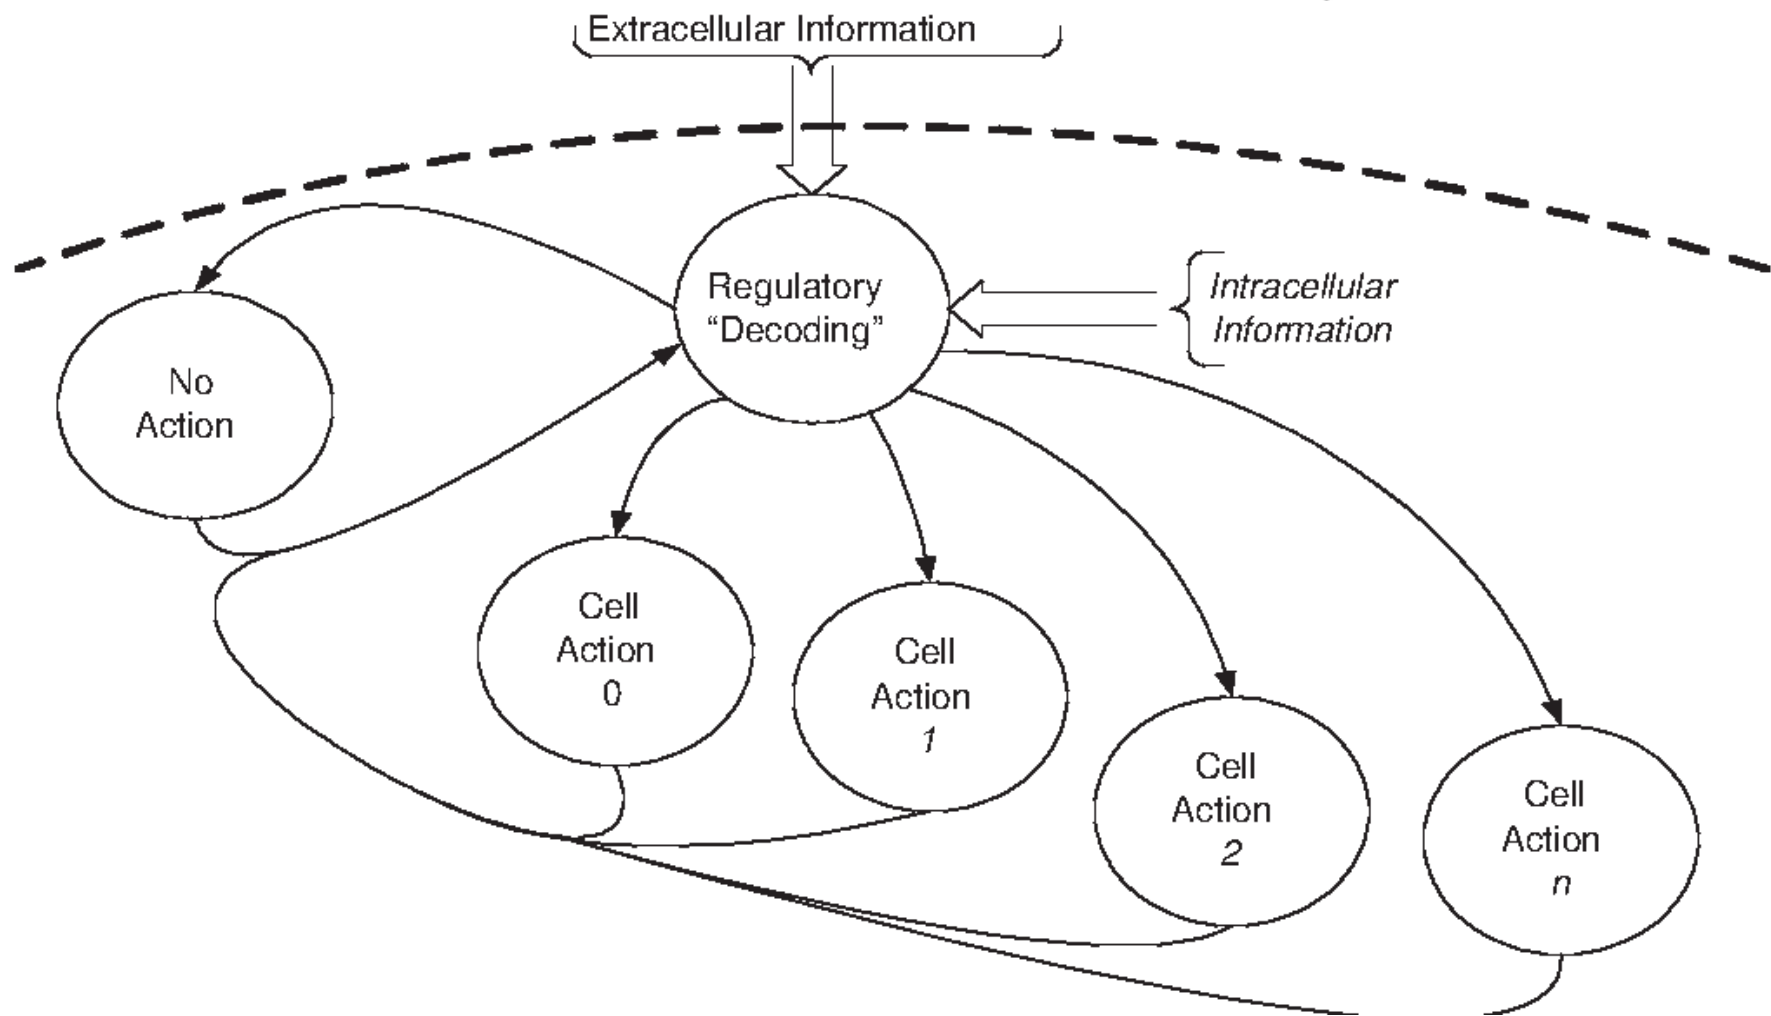 Extracellular Information
Regulatory
“Decoding”
Intracellular
Information
No
Action
Cell
Action
0
Cell
Action
1
Cell
Action
2
Cell
Action
n